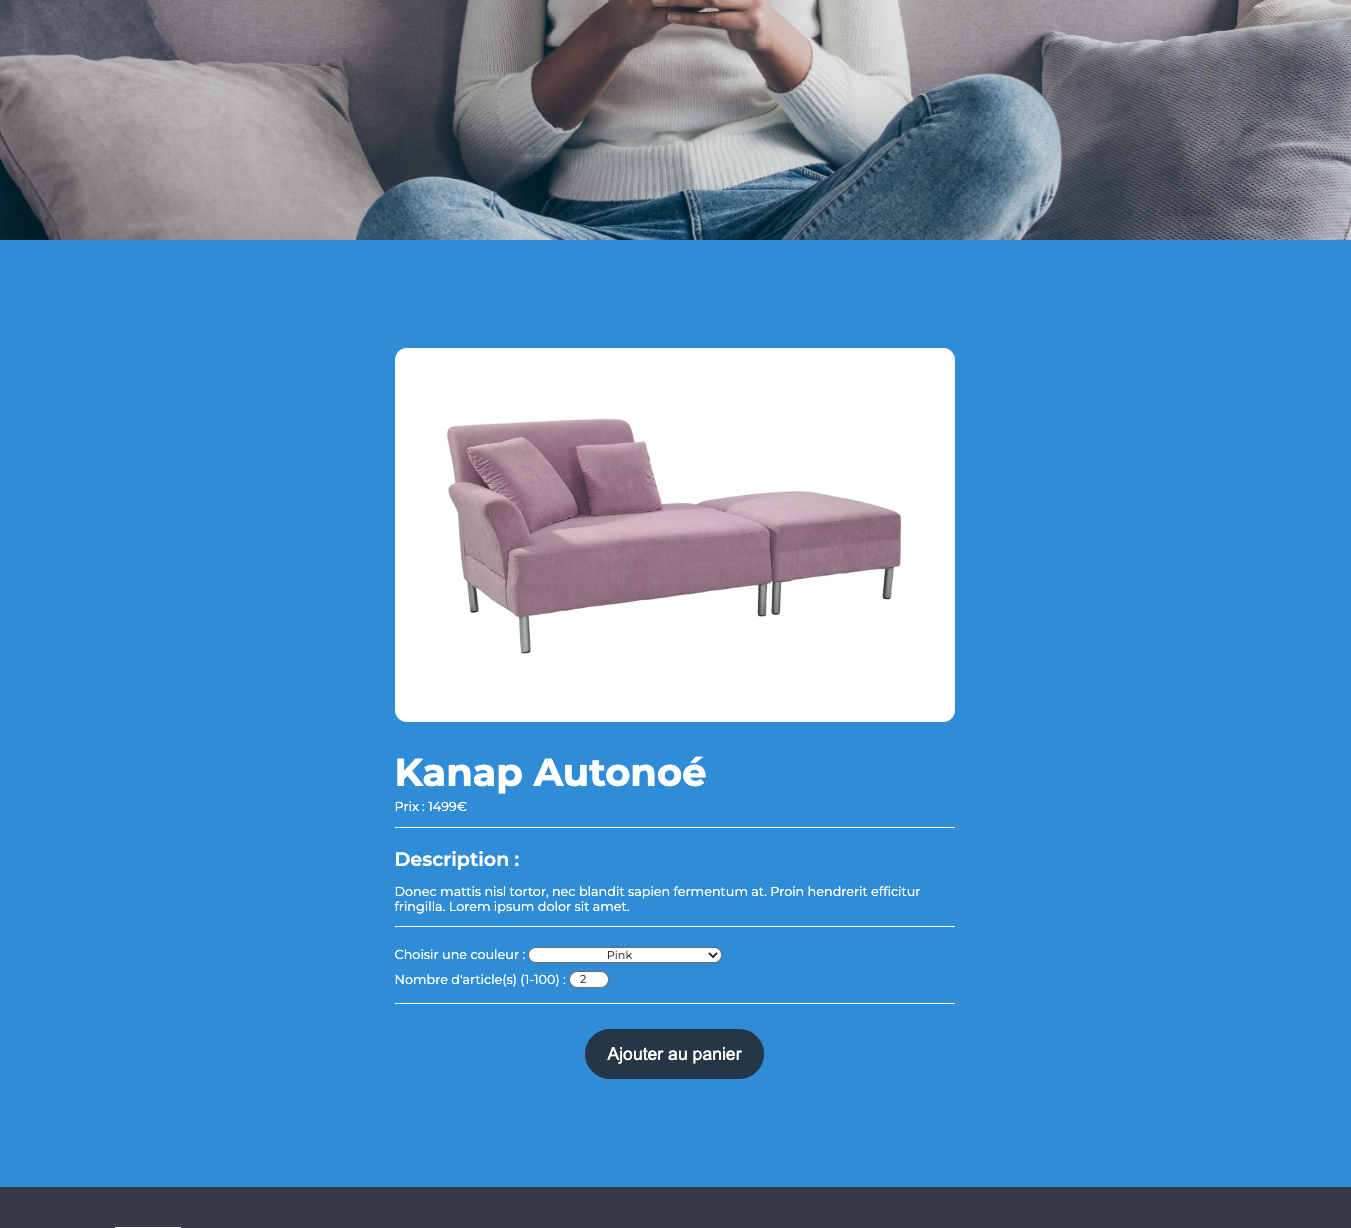 Kanap Autonoé
Prix : 1499€
Description :
Donec mattis nisl tortor, nec blandit sapien fermentum at. Proin hendrerit efficitur
fringilla. Lorem ipsum dolor sit amet.
Choisir une couleur : Pink
Nombre d'article(s) (1-100) : 2
Ajouter au panier